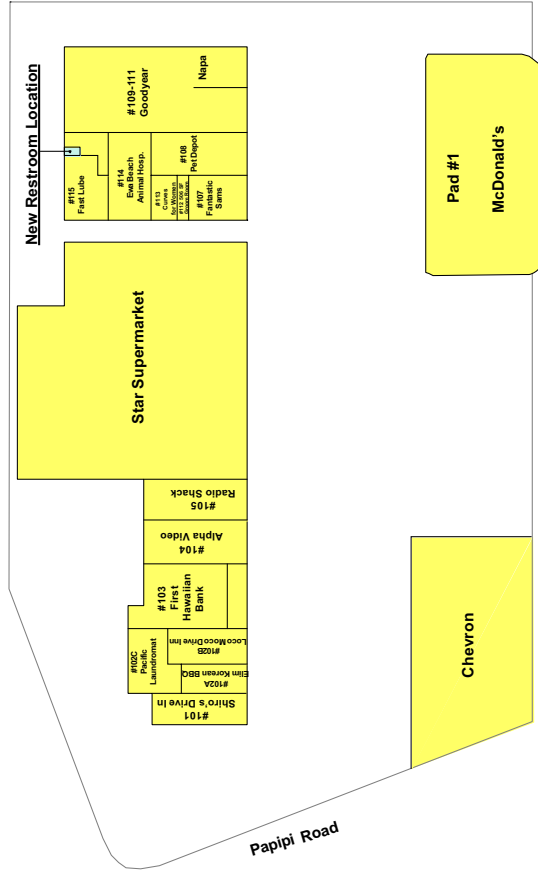 New Restroom Location
#109-111
Goodyear
Napa
#115
Fast Lube
#114
Ewa Beach
Animal Hosp.
#108
Pet Depot
#113
Curves
for Women
#107
Fantastic
Sams
Star Supermarket
Pad #1
McDonald's
#105
Radio Shack
#104
Alpha Video
#103
First
Hawaiian
Bank
#102C
Pacific
Laundromat
#102B
Loco Moco Drive Inn
#102A
Elim Korean BBQ
#101
Shiro's Drive In
Chevron
Papipi Road